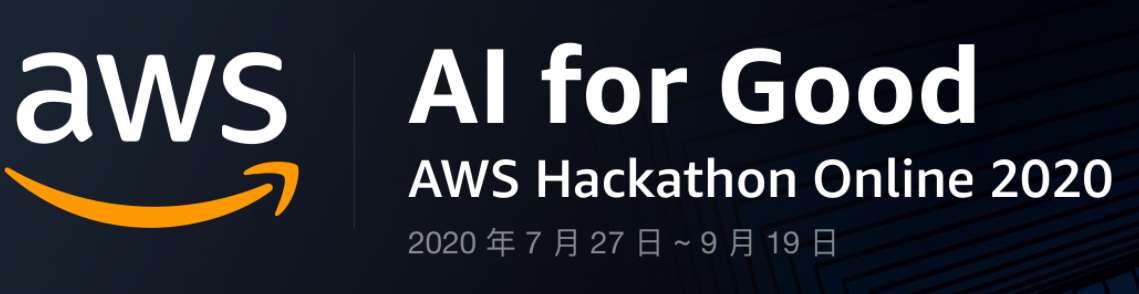 aws
AI for Good
AWS Hackathon Online 2020
2020 年 7 月 27 日 ~ 9 月 19 日